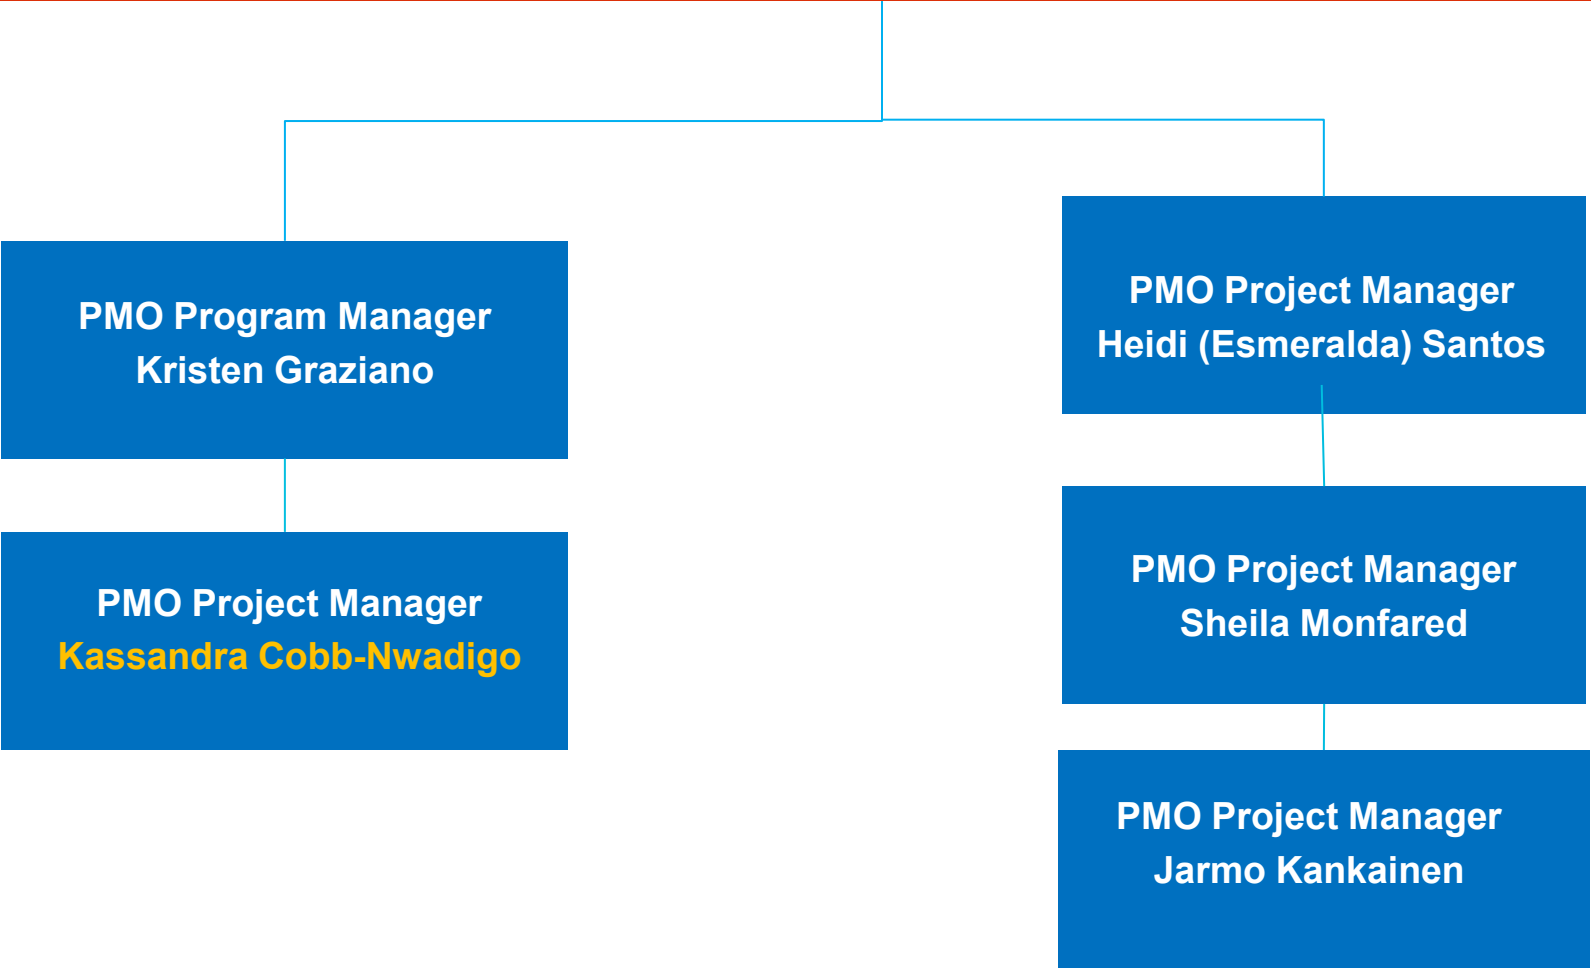 PMO Program Manager
Kristen Graziano
PMO Project Manager
Kassandra Cobb-Nwadigo
PMO Project Manager
Heidi (Esmeralda) Santos
PMO Project Manager
Sheila Monfared
PMO Project Manager
Jarmo Kankainen